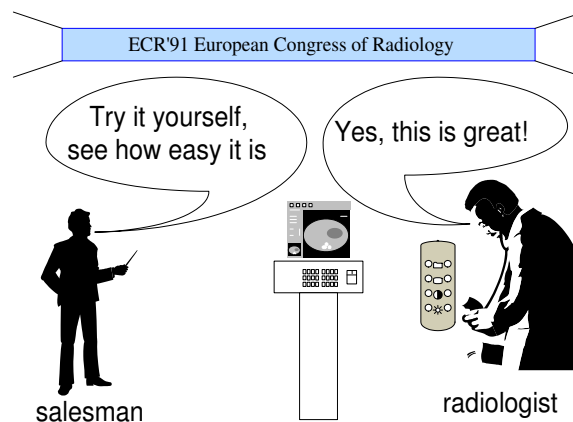 ECR'91 European Congress of Radiology
Try it yourself,
see how easy it is
Yes, this is great!
salesman
radiologist